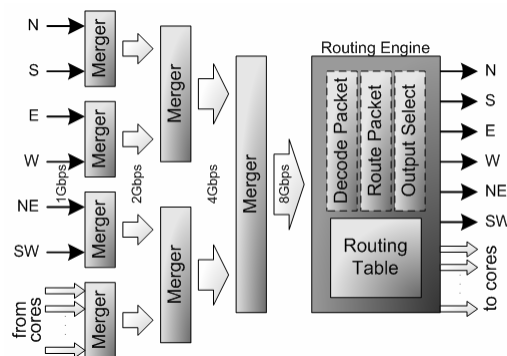 N
S
E
W
NE
SW
from
cores
1Gbps
Merger
Merger
Merger
Merger
2Gbps
Merger
Merger
4Gbps
Merger
8Gbps
Routing Engine
Decode Packet
Route Packet
Output Select
Routing
Table
N
S
E
W
NE
SW
to cores